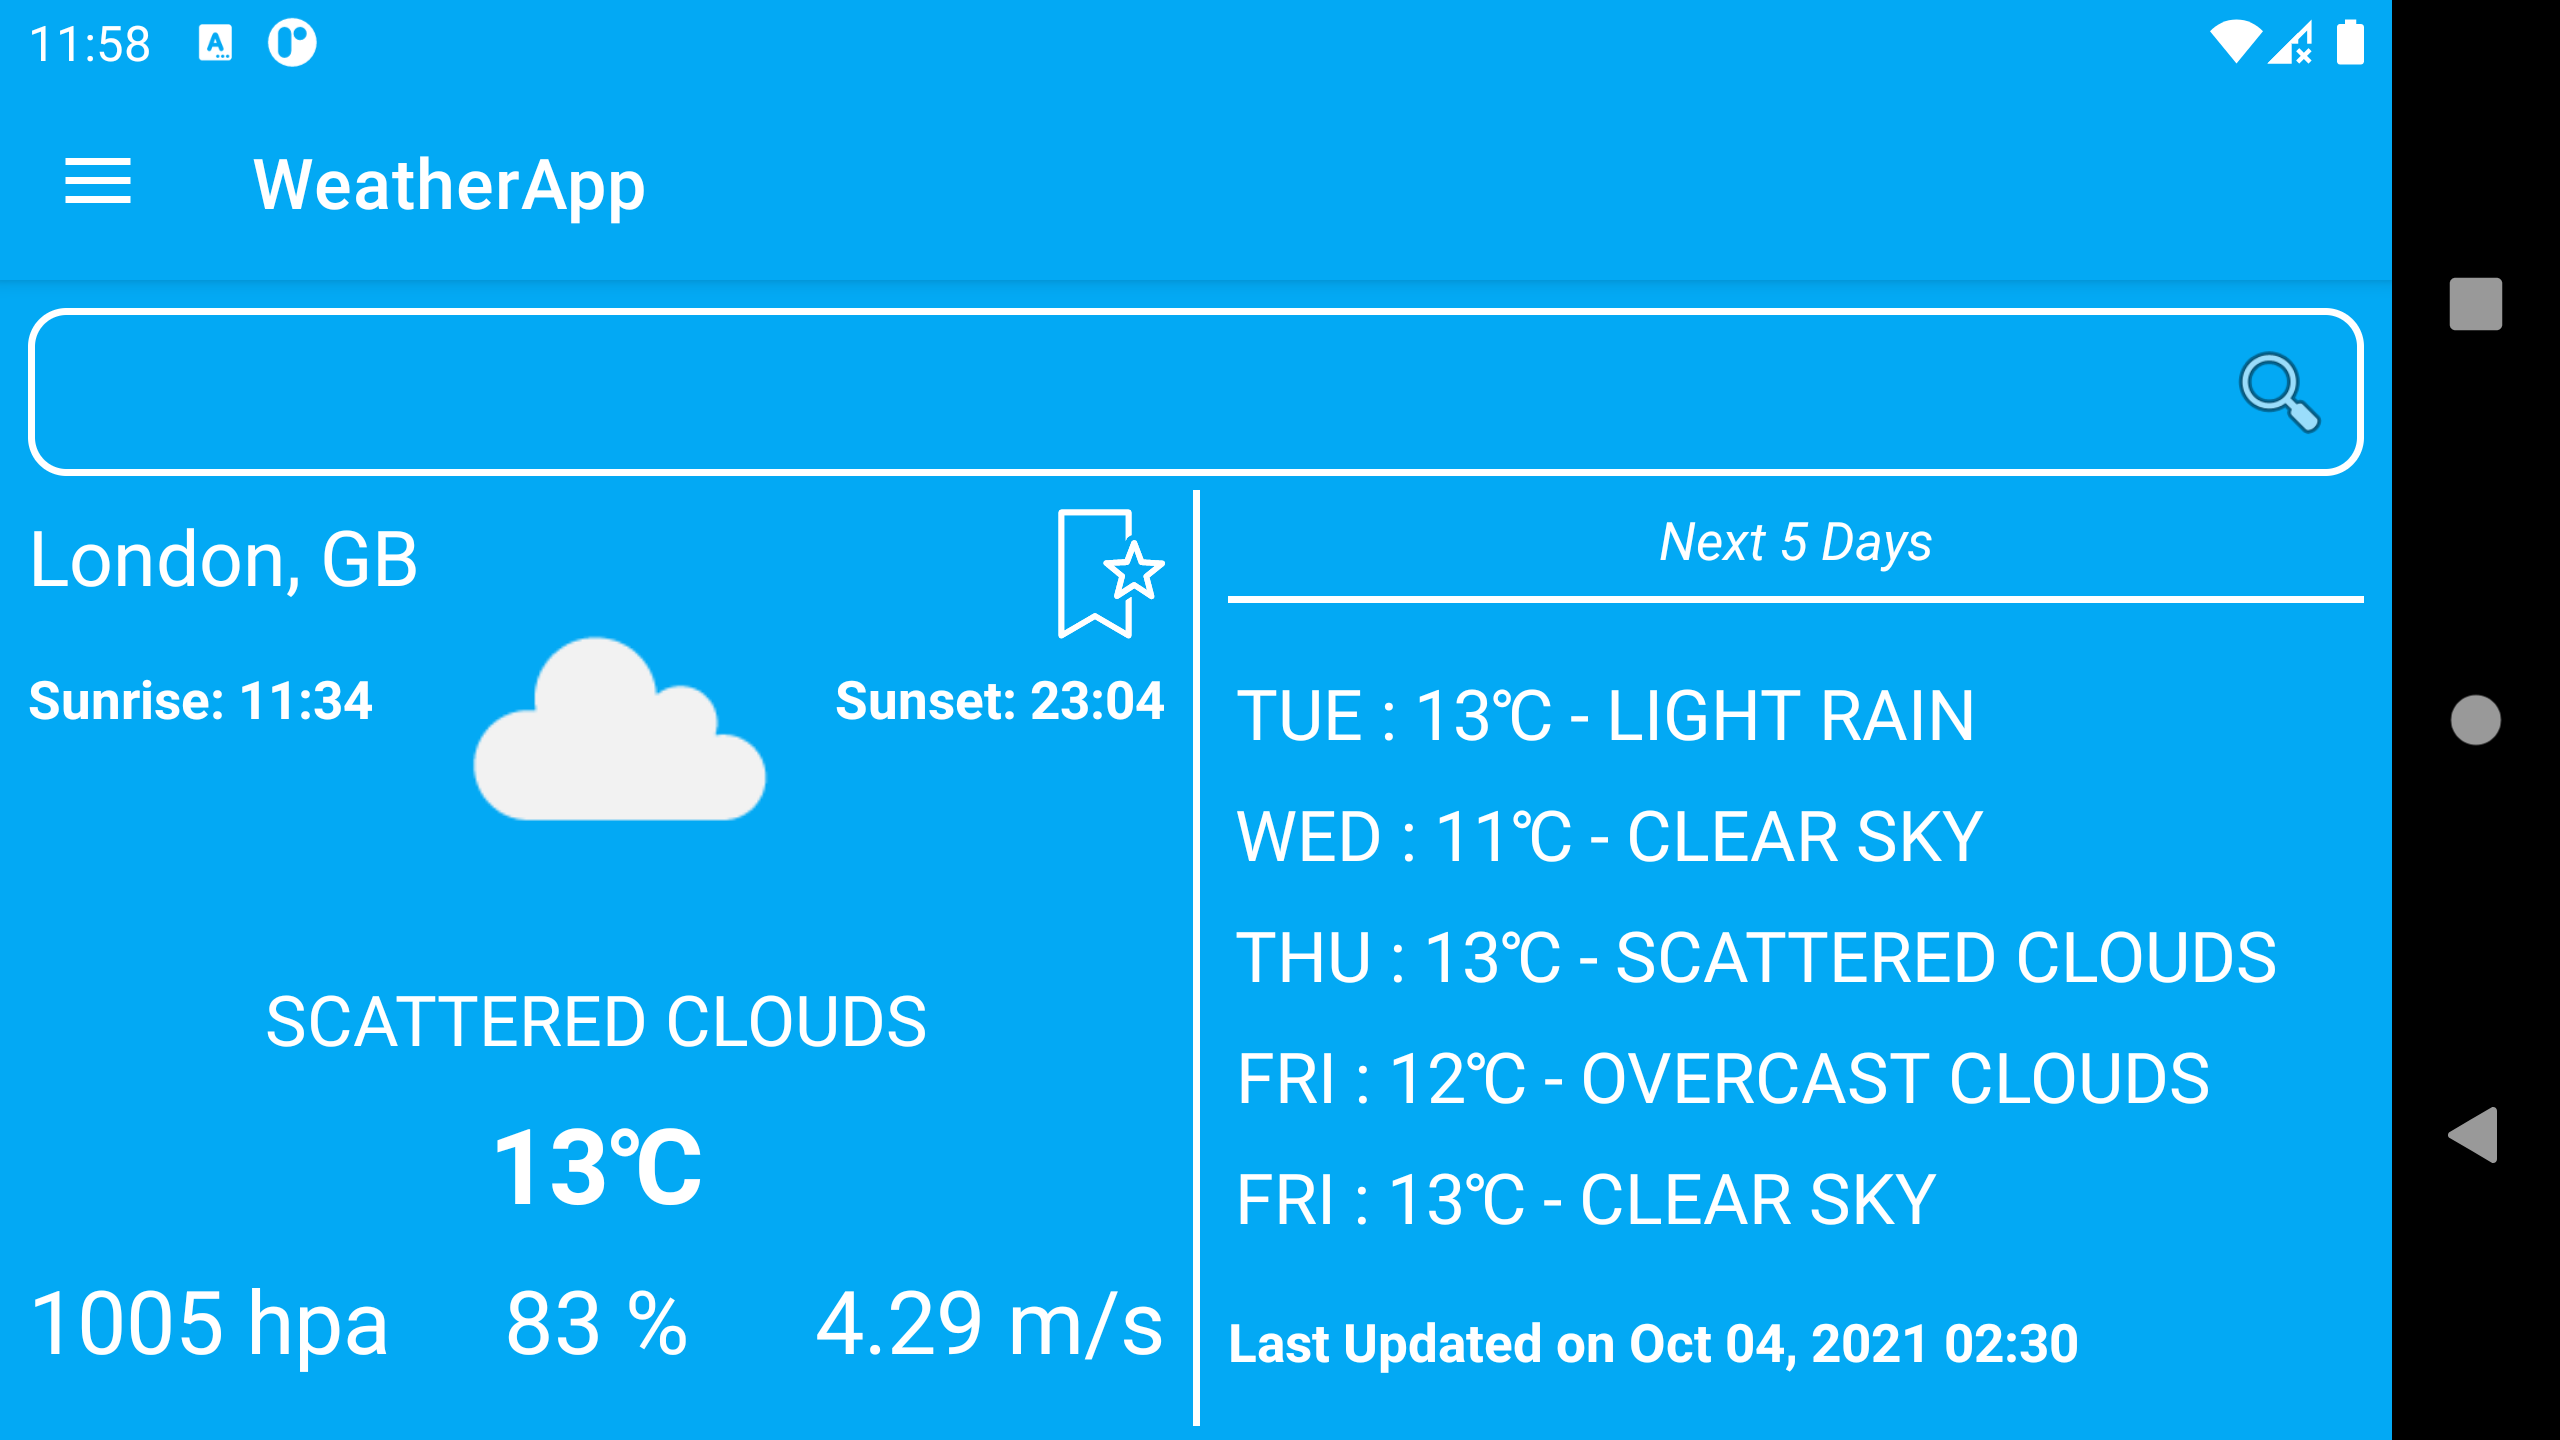 11:58
WeatherApp
London, GB
Sunrise: 11:34
Sunset: 23:04
SCATTERED CLOUDS
13°C
1005 hpa
83 %
4.29 m/s
Next 5 Days
TUE : 13°C - LIGHT RAIN
WED : 11°C - CLEAR SKY
THU : 13°C - SCATTERED CLOUDS
FRI : 12°C - OVERCAST CLOUDS
FRI : 13°C - CLEAR SKY
Last Updated on Oct 04, 2021 02:30